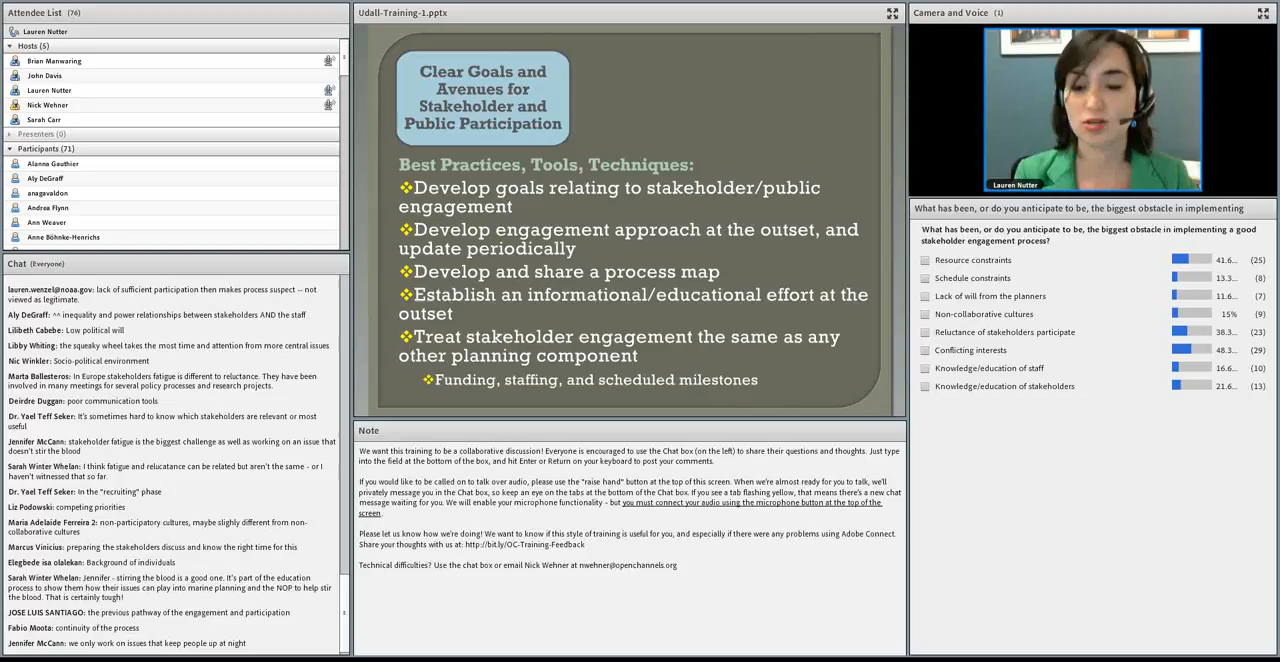 Attendee List (76)
Lauren Nutter
Hosts (5)
Brian Manwaring
John Davis
Lauren Nutter
Nick Wehner
Sarah Carr
Presenters (0)
Participants (71)
Alanna Gauthier
Aly DeGraff
anagavaldon
Andrea Flynn
Ann Weaver
Anne Böhnke-Henrichs
Chat (Everyone)
lauren.wenzel@noaa.gov: lack of sufficient participation then makes process suspect -- not
viewed as legitimate.
Aly DeGraff: ^^ inequality and power relationships between stakeholders AND the staff
Lilibeth Cabebe: Low political will
Libby Whiting: the squeaky wheel takes the most time and attention from more central issues
Nic Winkler: Socio-political environment
Marta Ballesteros: In Europe stakeholders fatigue is different to reluctance. They have been
involved in many meetings for several policy processes and research projects.
Deirdre Duggan: poor communication tools
Dr. Yael Teff Seker: It's sometimes hard to know which stakeholders are relevant or most
useful
Jennifer McCann: stakeholder fatigue is the biggest challenge as well as working on an issue that
doesn't stir the blood
Sarah Winter Whelan: I think fatigue and relucatance can be related but aren't the same - or I
haven't witnessed that so far.
Dr. Yael Teff Seker: In the "recruiting" phase
Liz Podowski: competing priorities
Maria Adelaide Ferreira 2: non-participatory cultures, maybe slighly different from non-
collaborative cultures
Marcus Vinicius: preparing the stakeholders discuss and know the right time for this
Elegbede isa olalekan: Background of individuals
Sarah Winter Whelan: Jennifer - stirring the blood is a good one. It's part of the education
process to show them how their issues can play into marine planning and the NOP to help stir
the blood. That is certainly tough!
JOSE LUIS SANTIAGO: the previous pathway of the engagement and participation
Fabio Moota: continuity of the process
Jennifer McCann: we only work on issues that keep people up at night
Udall-Training-1.pptx
Clear Goals and
Avenues for
Stakeholder and
Public Participation
Best Practices, Tools, Techniques:
❖Develop goals relating to stakeholder/public
engagement
❖Develop engagement approach at the outset, and
update periodically
❖Develop and share a process map
❖Establish an informational/educational effort at the
outset
❖Treat stakeholder engagement the same as any
other planning component
❖Funding, staffing, and scheduled milestones
Note
We want this training to be a collaborative discussion! Everyone is encouraged to use the Chat box (on the left) to share their questions and thoughts. Just type
into the field at the bottom of the box, and hit Enter or Return on your keyboard to post your comments.
If you would like to be called on to talk over audio, please use the "raise hand" button at the top of this screen. When we're almost ready for you to talk, we'll
privately message you in the Chat box, so keep an eye on the tabs at the bottom of the Chat box. If you see a tab flashing yellow, that means there's a new chat
message waiting for you. We will enable your microphone functionality - but you must connect your audio using the microphone button at the top of the
screen.
Please let us know how we're doing! We want to know if this style of training is useful for you, and especially if there were any problems using Adobe Connect.
Share your thoughts with us at: http://bit.ly/OC-Training-Feedback
Technical difficulties? Use the chat box or email Nick Wehner at nwehner@openchannels.org
Camera and Voice (1)
Lauren Nutter
What has been, or do you anticipate to be, the biggest obstacle in implementing
What has been, or do you anticipate to be, the biggest obstacle in implementing a good
stakeholder engagement process?
Resource constraints 41.6... (25)
Schedule constraints 13.3... (8)
Lack of will from the planners 11.6... (7)
Non-collaborative cultures 15% (9)
Reluctance of stakeholders participate 38.3... (23)
Conflicting interests 48.3... (29)
Knowledge/education of staff 16.6... (10)
Knowledge/education of stakeholders 21.6... (13)